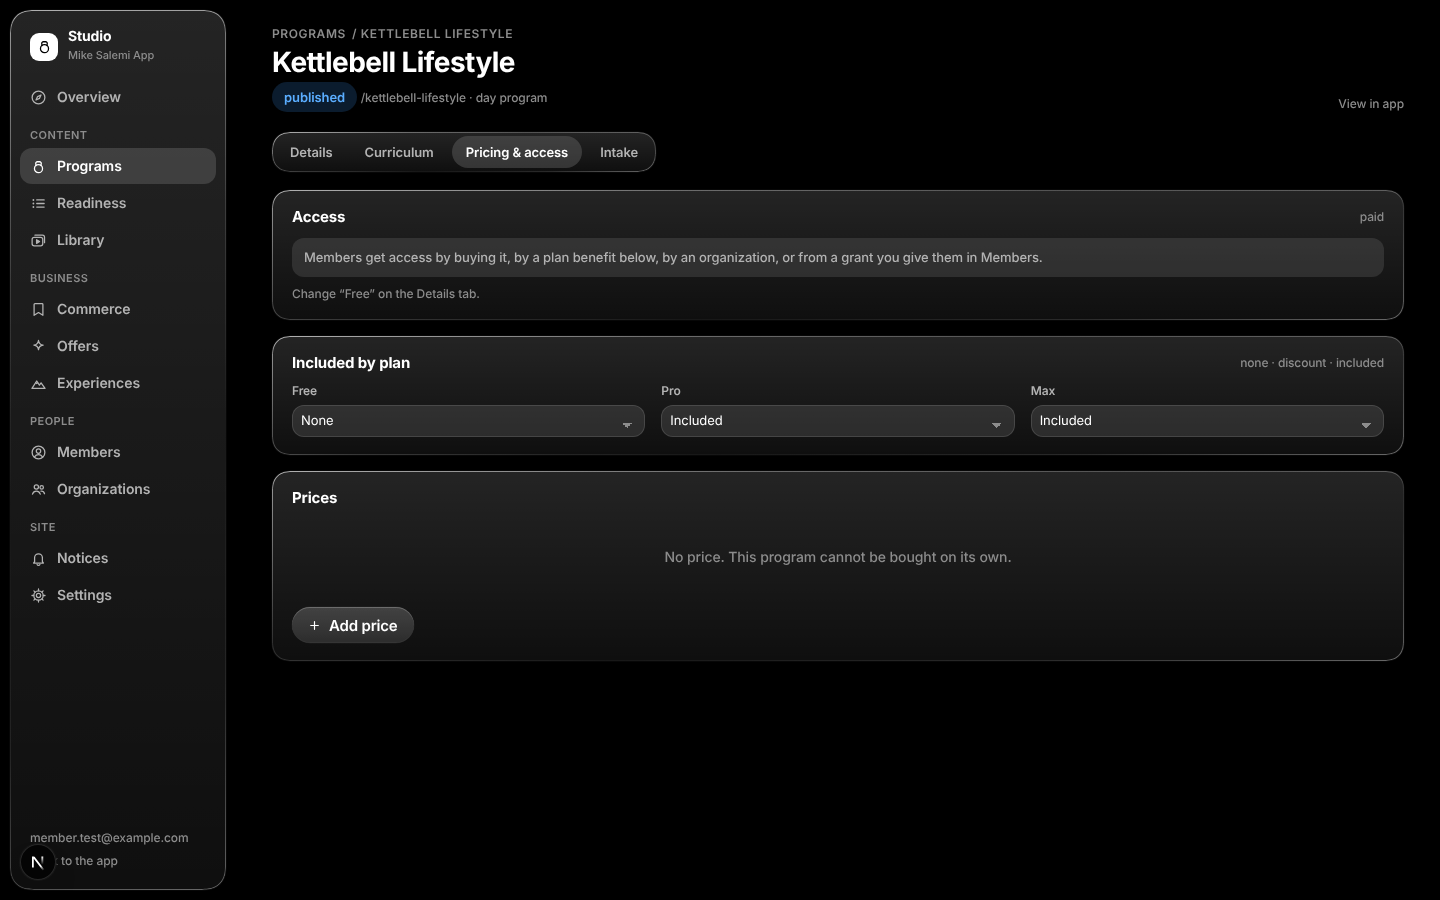 Studio
Mike Salemi App
Overview
CONTENT
Programs
Readiness
Library
BUSINESS
Commerce
Offers
Experiences
PEOPLE
Members
Organizations
SITE
Notices
Settings
member.test@example.com
to the app
N
PROGRAMS / KETTLEBELL LIFESTYLE
Kettlebell Lifestyle
published /kettlebell-lifestyle · day program
View in app
Details Curriculum Pricing & access Intake
Access paid
Members get access by buying it, by a plan benefit below, by an organization, or from a grant you give them in Members.
Change “Free” on the Details tab.
Included by plan none · discount · included
Free Pro Max
None Included Included
Prices
No price. This program cannot be bought on its own.
+ Add price